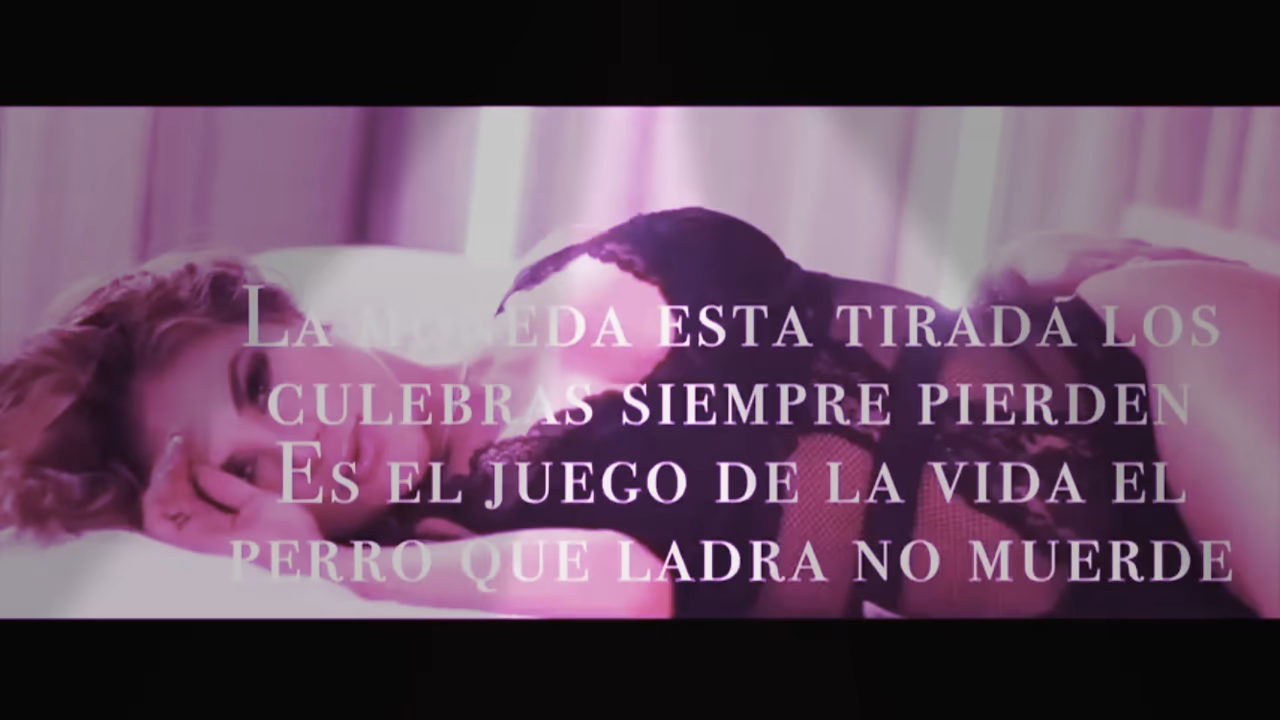 La moneda esta tirada los
culebras siempre pierden
Es el juego de la vida el
perro que ladra no muerde